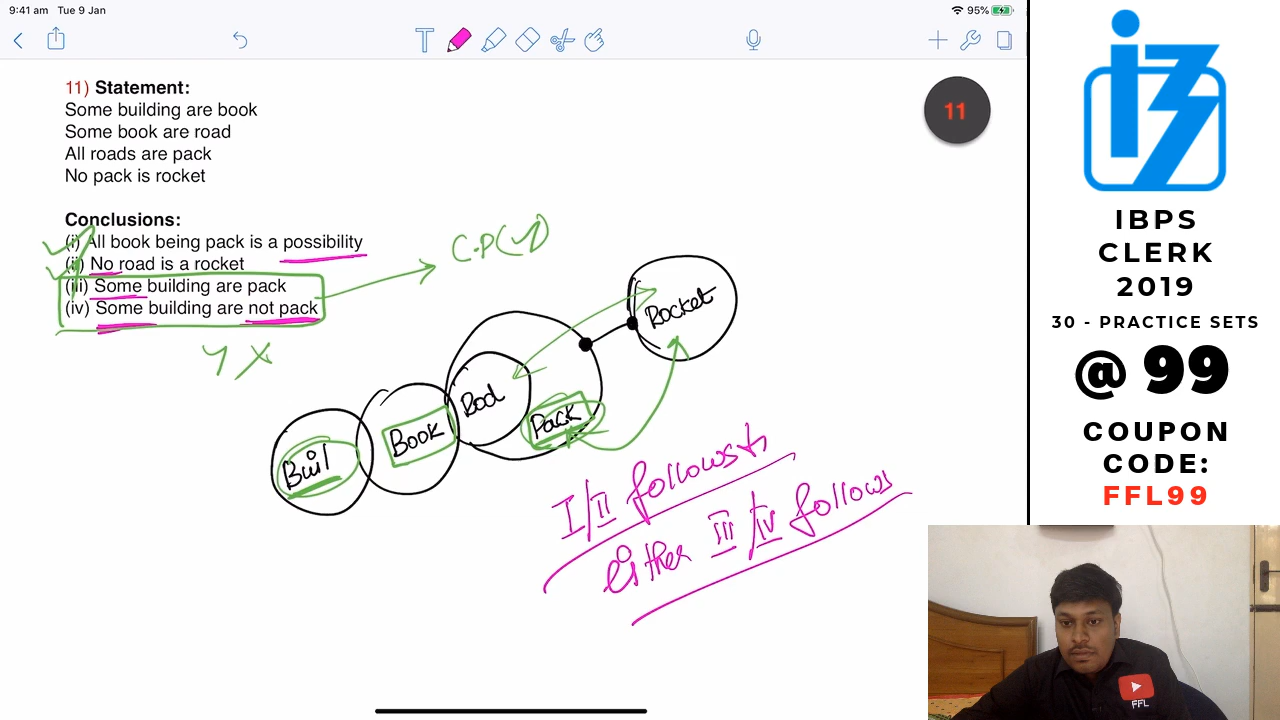 9:41 am Tue 9 Jan
95%
11) Statement:
Some building are book
Some book are road
All roads are pack
No pack is rocket
11
Conclusions:
(i) All book being pack is a possibility
(ii) No road is a rocket
(iii) Some building are pack
(iv) Some building are not pack
C.P(✓)
Rocket
Rod
Pack
Book
Buil
I/II follows +
either III/IV follows
IBPS
CLERK
2019
30 - PRACTICE SETS
@ 99
COUPON
CODE:
FFL99
FFL